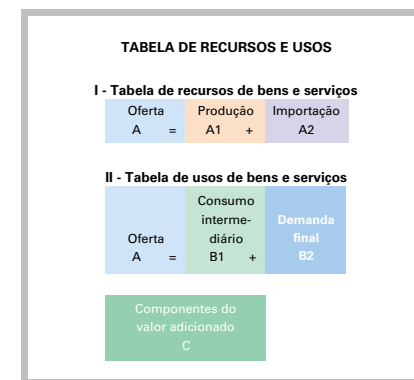 TABELA DE RECURSOS E USOS
I - Tabela de recursos de bens e serviços
Oferta Produção Importação
A = A1 + A2
II - Tabela de usos de bens e serviços
Consumo
interme- Demanda
Oferta diário final
A = B1 + B2
Componentes do
valor adicionado
C